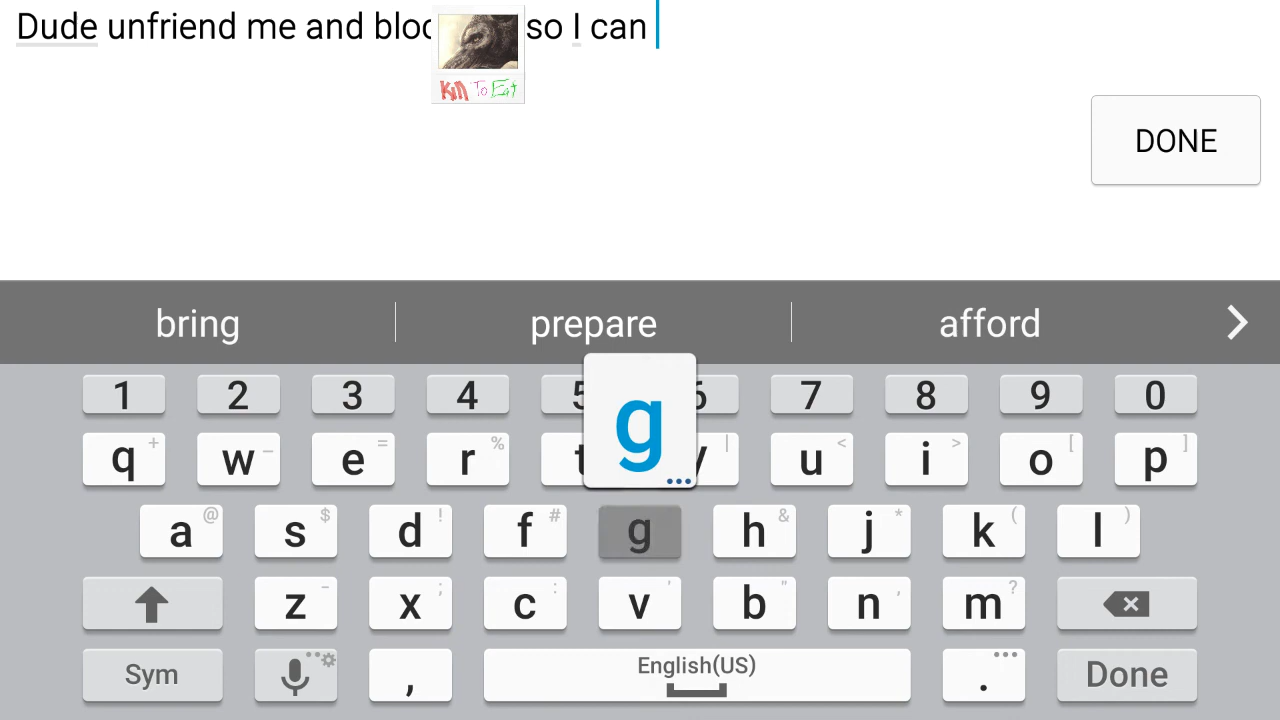 Dude unfriend me and bloc so I can
Kill To Eat
DONE
bring prepare afford
1 2 3 4 5 6 7 8 9 0
q + w – e = r % t g y | u < i > o [ p ]
a @ s $ d ! f # g h & j * k ( l )
z - x ; c : v ' b " n , m ?
Sym , English(US) . Done